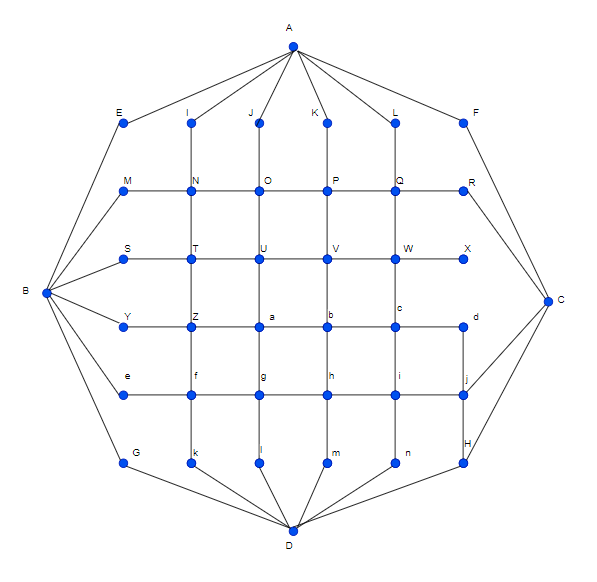 A
E I J K L F
M N O P Q R
S T U V W X
B C
Y Z a b c d
e f g h i j
G k l m n H
D